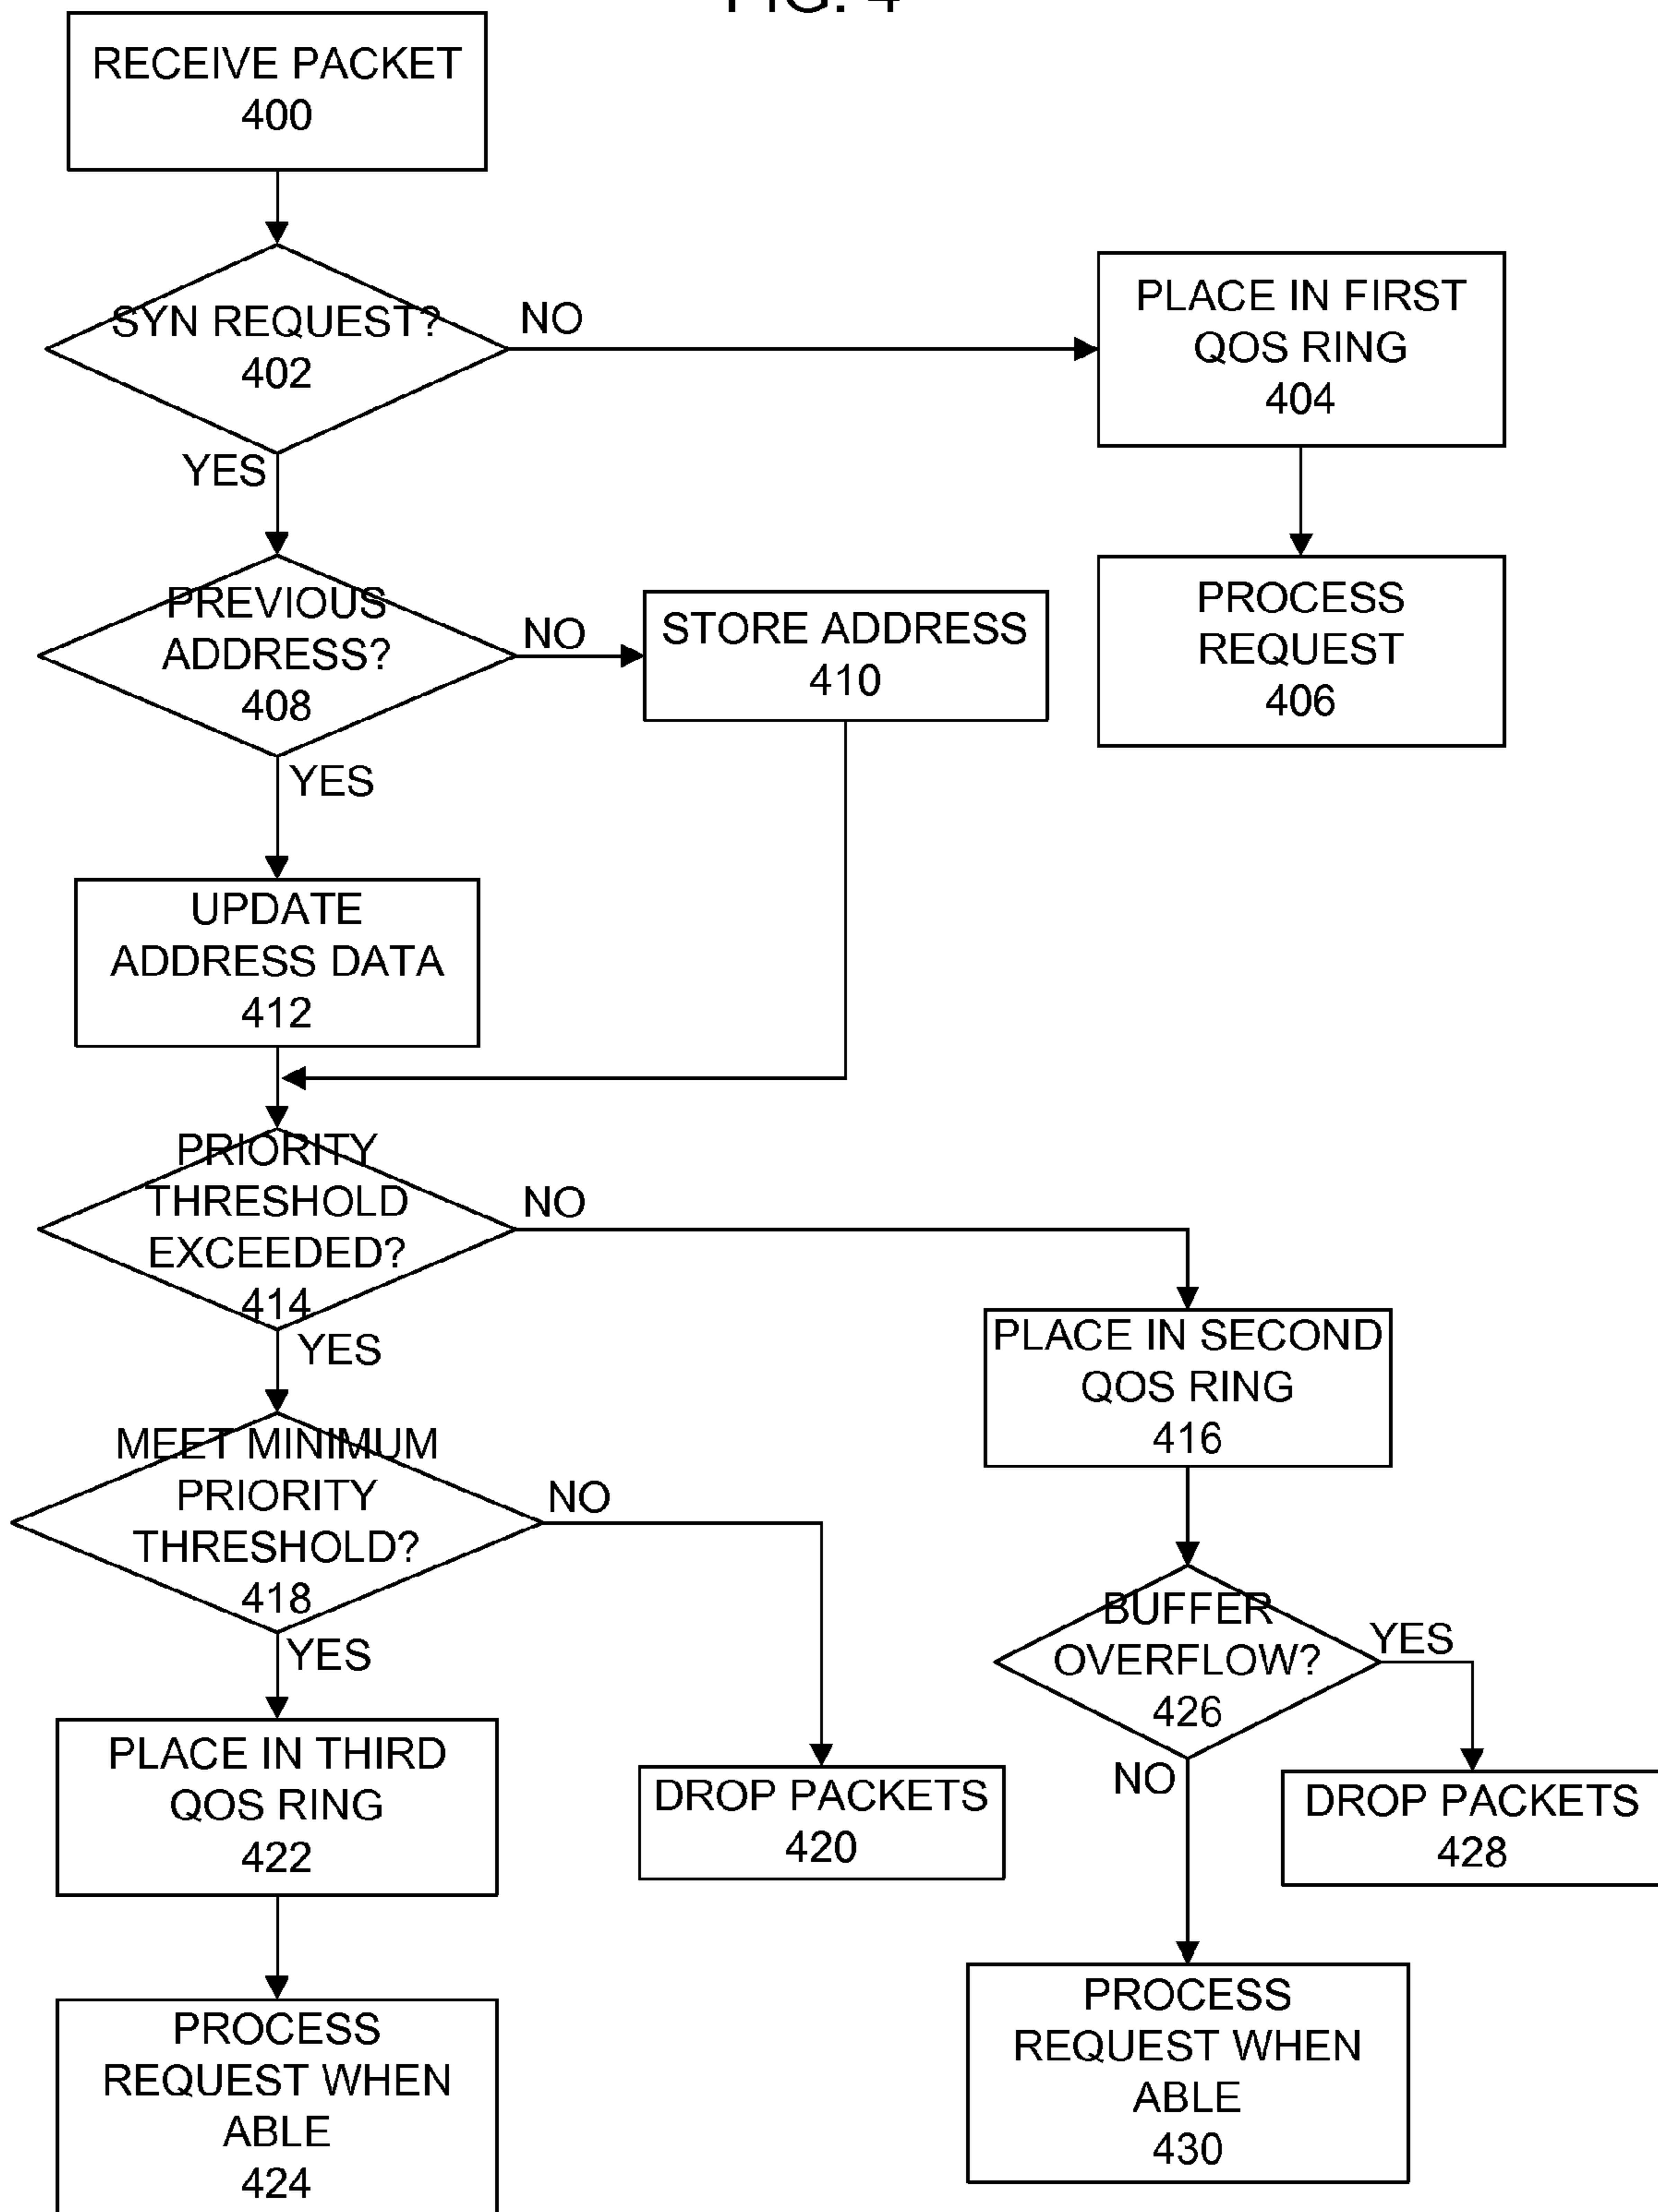 FIG. 4
RECEIVE PACKET
400
SYN REQUEST?
402
NO
YES
PLACE IN FIRST
QOS RING
404
PROCESS
REQUEST
406
PREVIOUS
ADDRESS?
408
NO
YES
STORE ADDRESS
410
UPDATE
ADDRESS DATA
412
PRIORITY
THRESHOLD
EXCEEDED?
414
NO
YES
PLACE IN SECOND
QOS RING
416
MEET MINIMUM
PRIORITY
THRESHOLD?
418
NO
YES
BUFFER
OVERFLOW?
426
YES
NO
PLACE IN THIRD
QOS RING
422
DROP PACKETS
420
DROP PACKETS
428
PROCESS
REQUEST WHEN
ABLE
424
PROCESS
REQUEST WHEN
ABLE
430